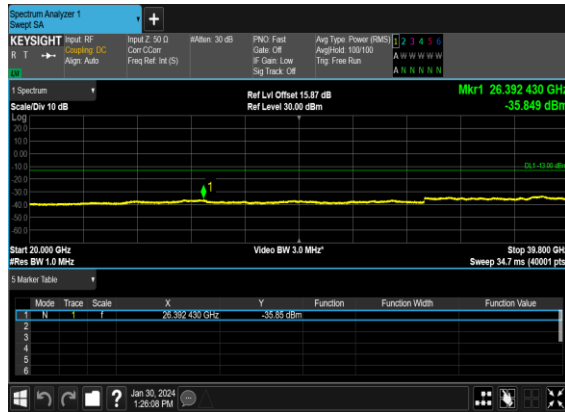 Spectrum Analyzer 1
Swept SA
+
KEYSIGHT Input: RF Input Z: 50 Ω #Atten: 30 dB PNO: Fast Avg Type: Power (RMS) 1 2 3 4 5 6
R T Coupling: DC Corr CCorr Gate: Off Avg|Hold: 100/100 A W W W W W
Align: Auto Freq Ref: Int (S) IF Gain: Low Trig: Free Run
LXI Sig Track: Off A N N N N N
1 Spectrum Ref Lvl Offset 15.87 dB Mkr1 26.392 430 GHz
Scale/Div 10 dB Ref Level 30.00 dBm -35.849 dBm
Log
20.0
10.0
0.00
-10.0 DL1 -13.00 dBm
-20.0
-30.0 1
-40.0
-50.0
-60.0
Start 20.000 GHz Video BW 3.0 MHz* Stop 39.800 GHz
#Res BW 1.0 MHz Sweep 34.7 ms (40001 pts)
5 Marker Table
Mode Trace Scale X Y Function Function Width Function Value
1 N 1 f 26.392 430 GHz -35.85 dBm
2
3
4
5
6
? Jan 30, 2024
1:26:08 PM